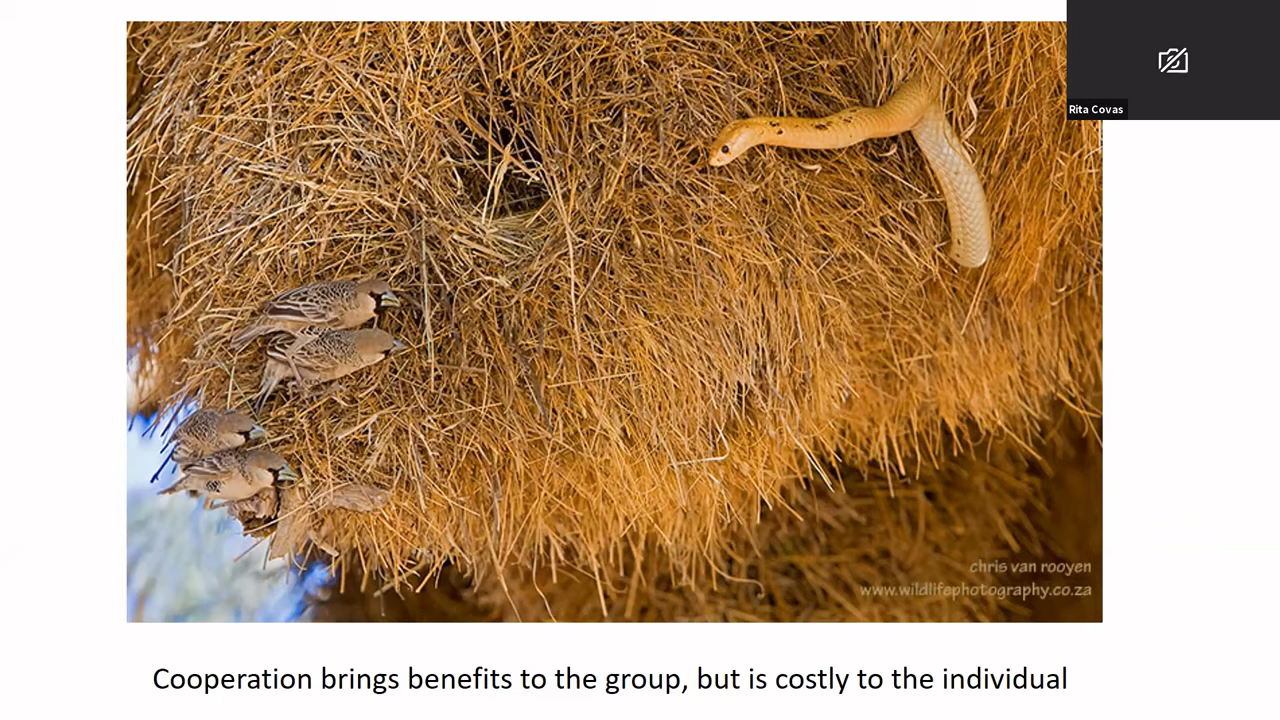 Rita Covas
chris van rooyen
www.wildlifephotography.co.za
Cooperation brings benefits to the group, but is costly to the individual